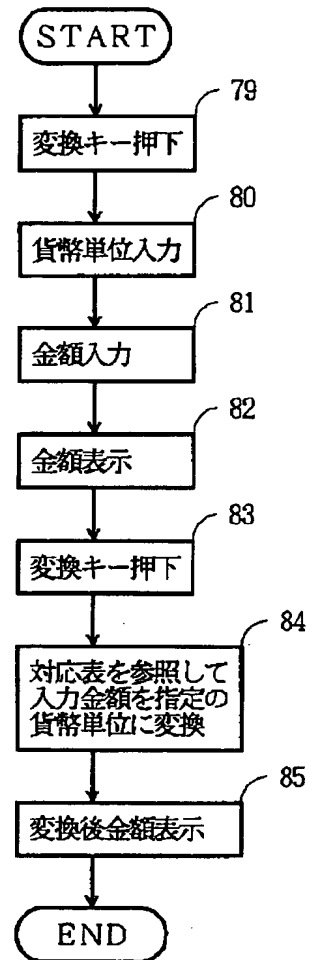 START
79
変換キー押下
80
貨幣単位入力
81
金額入力
82
金額表示
83
変換キー押下
84
対応表を参照して
入力金額を指定の
貨幣単位に変換
85
変換後金額表示
END